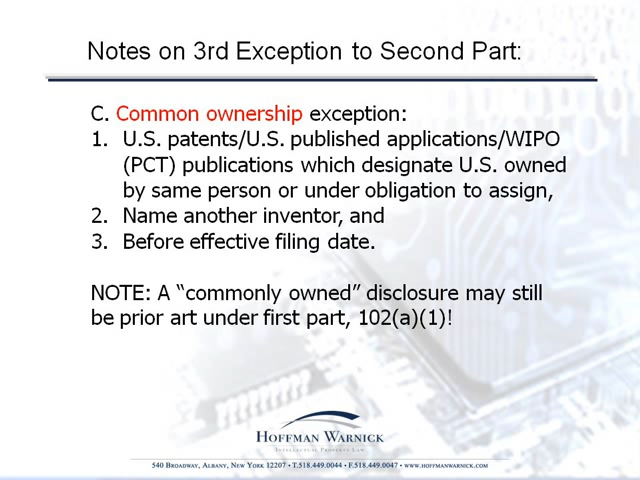 Notes on 3rd Exception to Second Part:
C. Common ownership exception:
1. U.S. patents/U.S. published applications/WIPO
(PCT) publications which designate U.S. owned
by same person or under obligation to assign,
2. Name another inventor, and
3. Before effective filing date.
NOTE: A “commonly owned” disclosure may still
be prior art under first part, 102(a)(1)!
HOFFMAN WARNICK
INTELLECTUAL PROPERTY LAW
540 BROADWAY, ALBANY, NEW YORK 12207 • T.518.449.0044 • F.518.449.0047 • WWW.HOFFMANWARNICK.COM